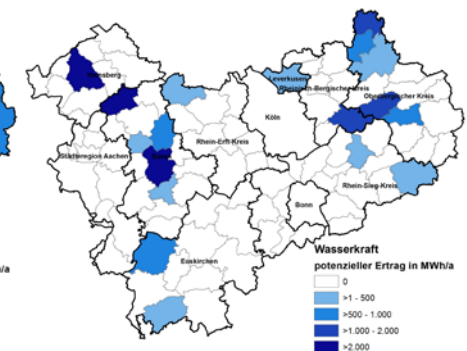 Heinsberg
Leverkusen
Rheinisch-Bergischer Kreis
Oberbergischer Kreis
Köln
Rhein-Erft-Kreis
Städteregion Aachen
Rhein-Sieg-Kreis
Bonn
Euskirchen
/a
Wasserkraft
potenzieller Ertrag in MWh/a
0
>1 - 500
>500 - 1.000
>1.000 - 2.000
>2.000